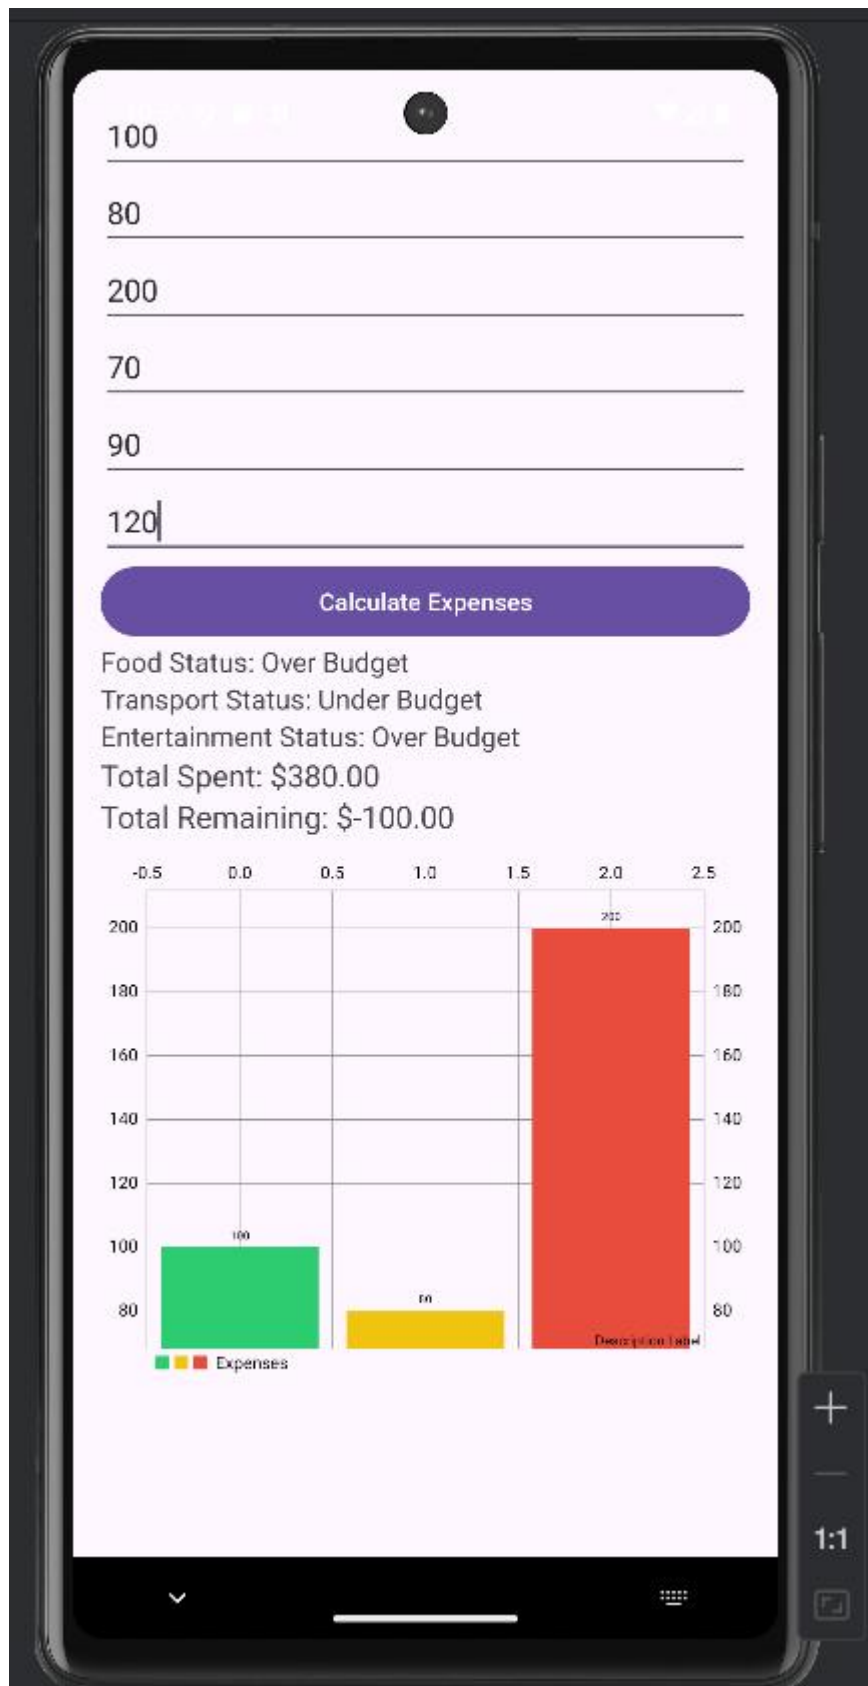 100
80
200
70
90
120
Calculate Expenses
Food Status: Over Budget
Transport Status: Under Budget
Entertainment Status: Over Budget
Total Spent: $380.00
Total Remaining: $-100.00
-0.5 0.0 0.5 1.0 1.5 2.0 2.5
200
200 200
180 180
160 160
140 140
120 120
100
100 100
80 80
Description Label
Expenses
1:1